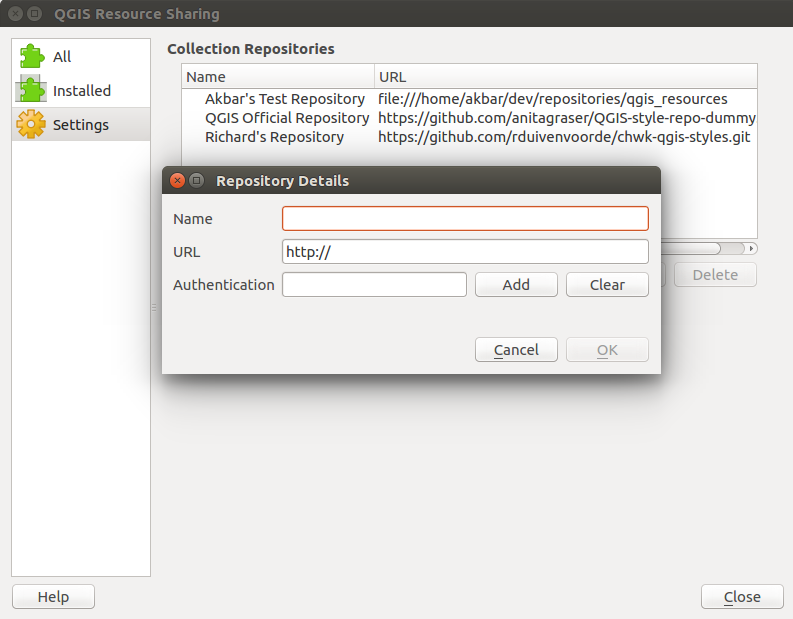 QGIS Resource Sharing
All
Installed
Settings
Collection Repositories
Name URL
Akbar's Test Repository file:///home/akbar/dev/repositories/qgis_resources
QGIS Official Repository https://github.com/anitagraser/QGIS-style-repo-dummy
Richard's Repository https://github.com/rduivenvoorde/chwk-qgis-styles.git
Repository Details
Name
URL http://
Authentication Add Clear
Delete
Cancel OK
Help Close